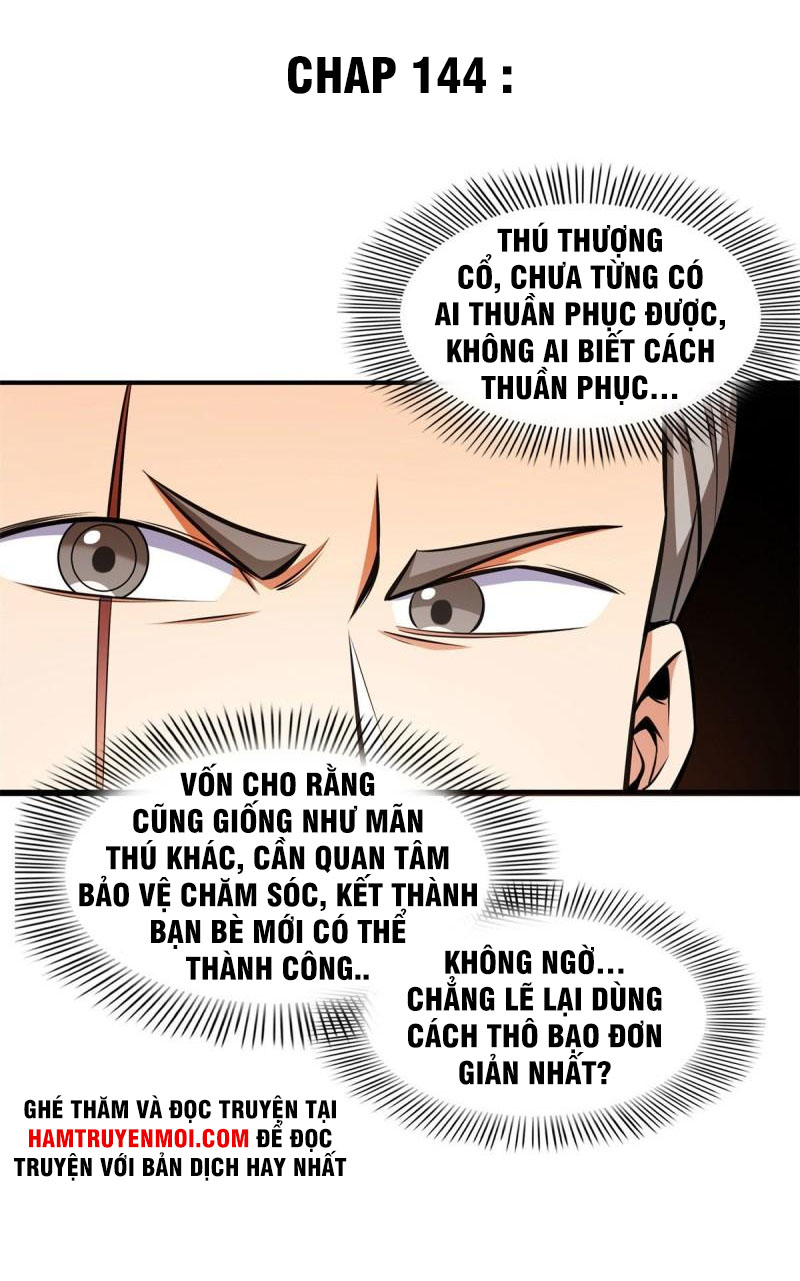 CHAP 144 :
THÚ THƯỢNG
CỔ, CHƯA TỪNG CÓ
AI THUẦN PHỤC ĐƯỢC,
KHÔNG AI BIẾT CÁCH
THUẦN PHỤC...
VỐN CHO RẰNG
CŨNG GIỐNG NHƯ MÃN
THÚ KHÁC, CẦN QUAN TÂM
BẢO VỆ CHĂM SÓC, KẾT THÀNH
BẠN BÈ MỚI CÓ THỂ
THÀNH CÔNG..
KHÔNG NGỜ...
CHẲNG LẼ LẠI DÙNG
CÁCH THÔ BẠO ĐƠN
GIẢN NHẤT?
GHÉ THĂM VÀ ĐỌC TRUYỆN TẠI
HAMTRUYENMOI.COM ĐỂ ĐỌC
TRUYỆN VỚI BẢN DỊCH HAY NHẤT